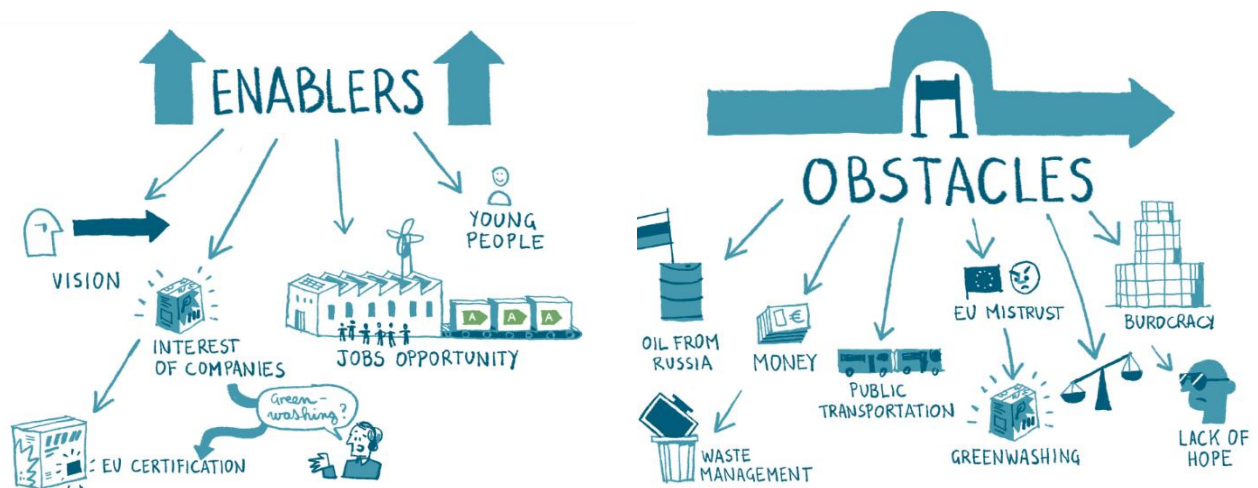 ENABLERS
VISION
INTEREST
OF COMPANIES
EU CERTIFICATION
Green-
washing?
JOBS OPPORTUNITY
A A A
YOUNG
PEOPLE
OBSTACLES
OIL FROM
RUSSIA
WASTE
MANAGEMENT
€
MONEY
PUBLIC
TRANSPORTATION
EU MISTRUST
GREENWASHING
BUROCRACY
LACK OF
HOPE